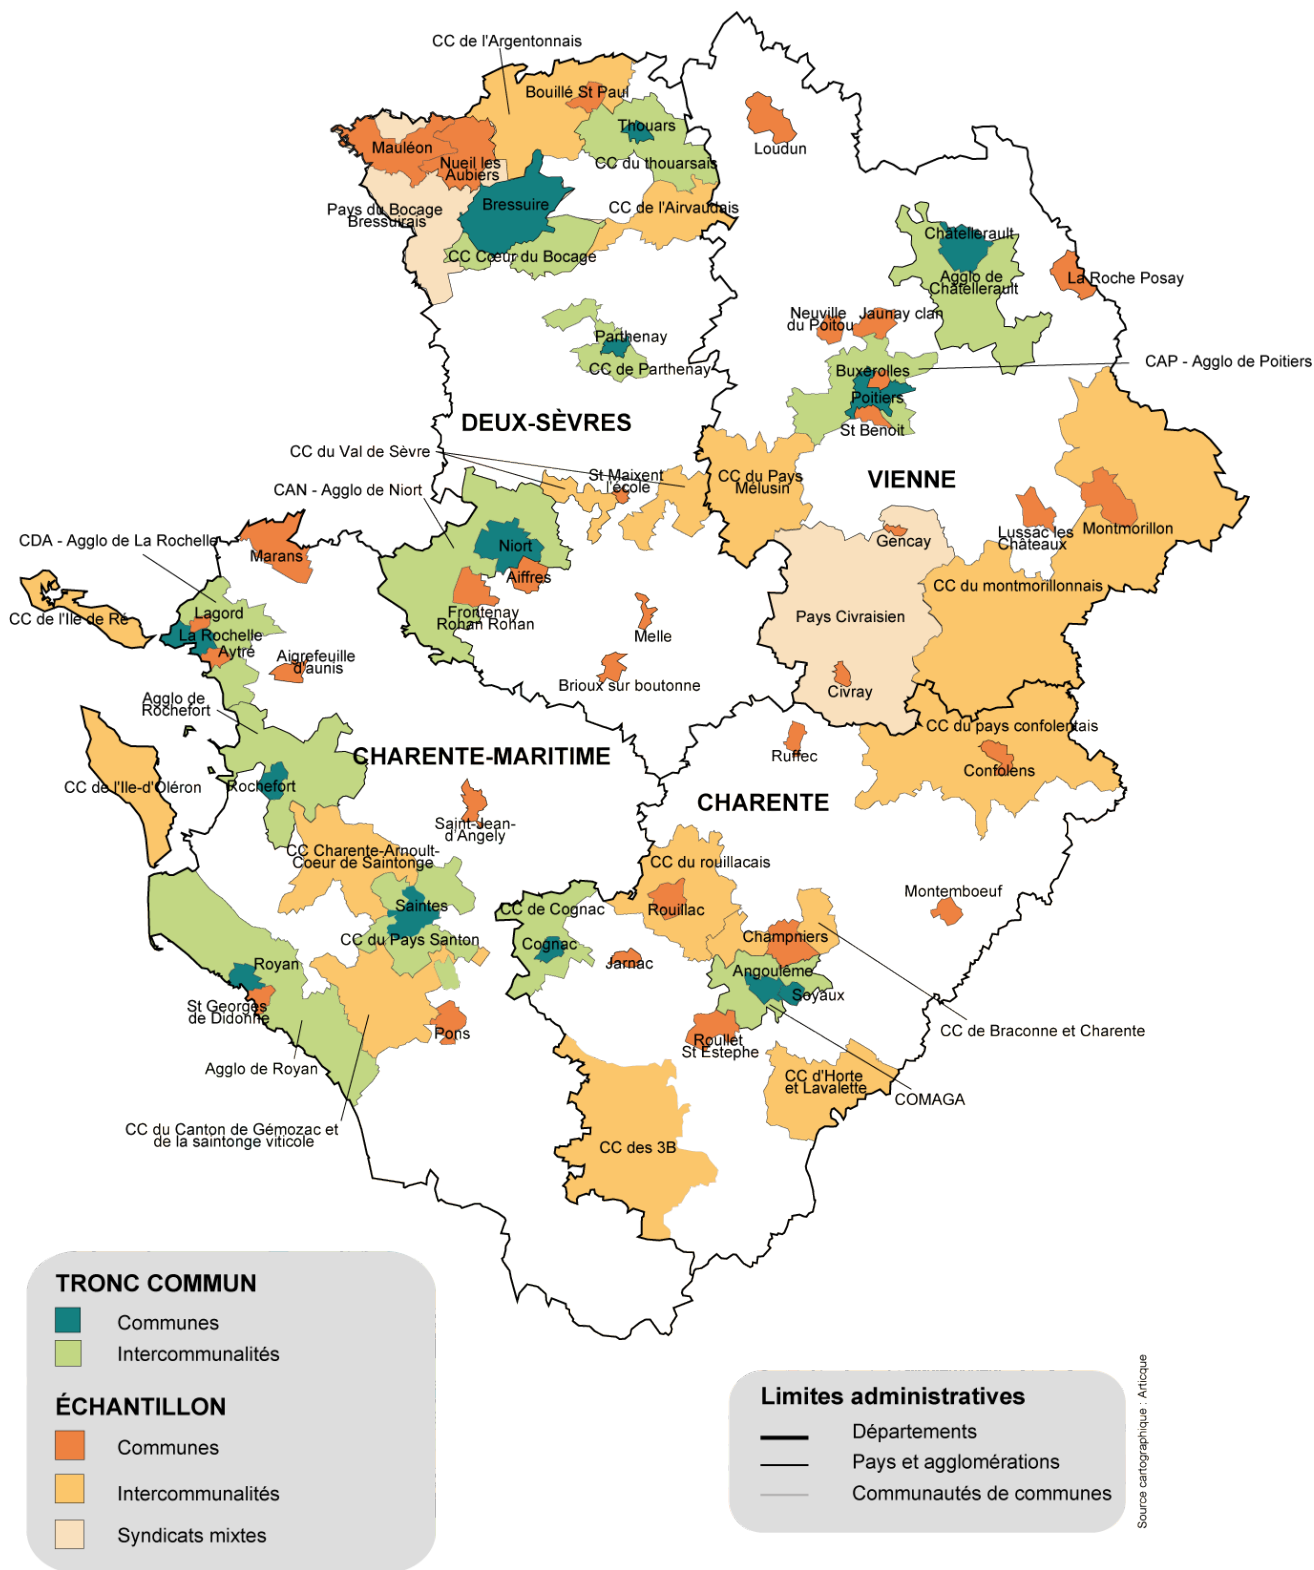 CC de l'Argentonnais
Bouillé St Paul
Thouars
Loudun
Mauléon
Nueil les
Aubiers
CC du thouarsais
Bressuire
CC de l'Airvaudais
Pays du Bocage
Bressuirais
CC Cœur du Bocage
Châtellerault
Agglo de
Châtellerault
La Roche Posay
Neuville
du Poitou
Jaunay clan
Parthenay
CC de Parthenay
Buxerolles
CAP - Agglo de Poitiers
Poitiers
St Benoit
DEUX-SÈVRES
CC du Val de Sèvre
St Maixent
l'école
CC du Pays
Mélusin
VIENNE
CAN - Agglo de Niort
Montmorillon
Lussac les
Châteaux
Gencay
CDA - Agglo de La Rochelle
Marans
Niort
Aiffres
CC du montmorillonnais
CC de l'Ile de Ré
Lagord
La Rochelle
Aytré
Frontenay
Rohan Rohan
Melle
Pays Civraisien
Aigrefeuille
d'aunis
Brioux sur boutonne
Civray
Agglo de
Rochefort
CC du pays confolentais
CHARENTE-MARITIME
Ruffec
Confolens
CC de l'Ile-d'Oléron
Rochefort
CHARENTE
Saint-Jean-
d'Angely
CC Charente-Arnoult-
Coeur de Saintonge
CC du rouillacais
Montemboeuf
Saintes
CC de Cognac
Rouillac
CC du Pays Santon
Cognac
Champniers
Royan
Jarnac
Angoulême
Soyaux
St Georges
de Didonne
Pons
Roullet
St Estephe
CC de Braconne et Charente
Agglo de Royan
CC d'Horte
et Lavalette
COMAGA
CC du Canton de Gémozac et
de la saintonge viticole
CC des 3B
TRONC COMMUN
Communes
Intercommunalités
ÉCHANTILLON
Communes
Intercommunalités
Syndicats mixtes
Limites administratives
Départements
Pays et agglomérations
Communautés de communes
Source cartographique : Articque